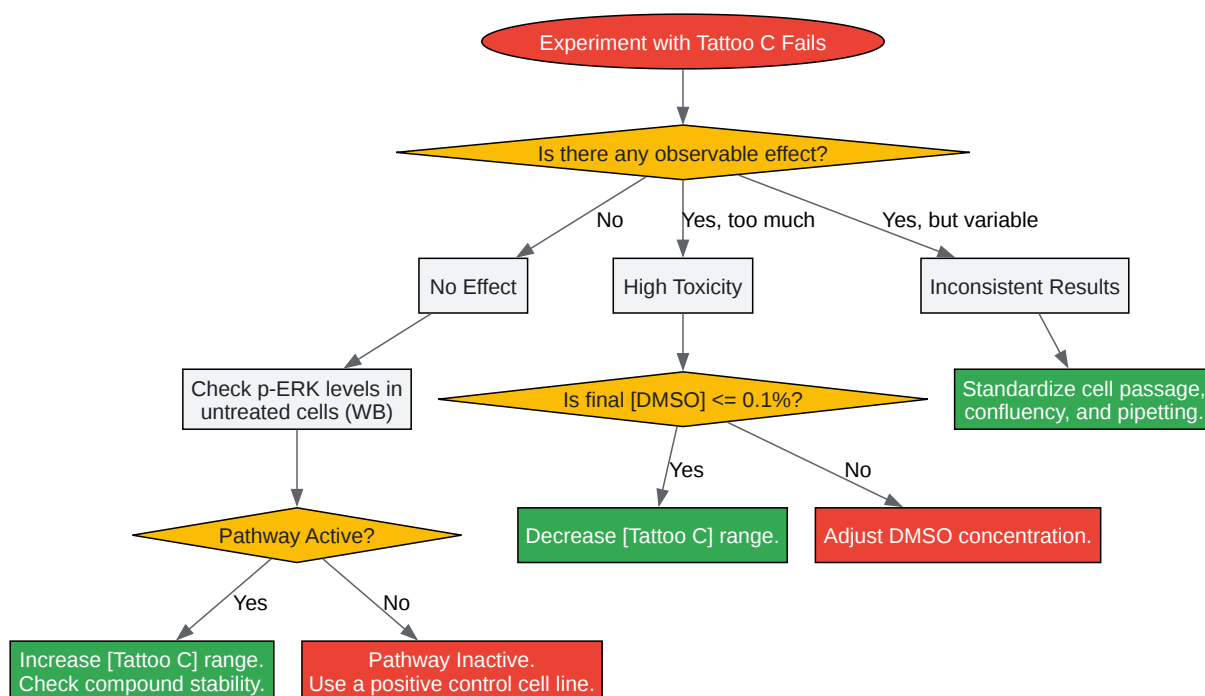 Experiment with Tattoo C Fails
Is there any observable effect?
No
Yes, too much
Yes, but variable
No Effect
High Toxicity
Inconsistent Results
Check p-ERK levels in
untreated cells (WB)
Is final [DMSO] <= 0.1%?
Standardize cell passage,
confluency, and pipetting.
Yes
No
Pathway Active?
Decrease [Tattoo C] range.
Adjust DMSO concentration.
Yes
No
Increase [Tattoo C] range.
Check compound stability.
Pathway Inactive.
Use a positive control cell line.